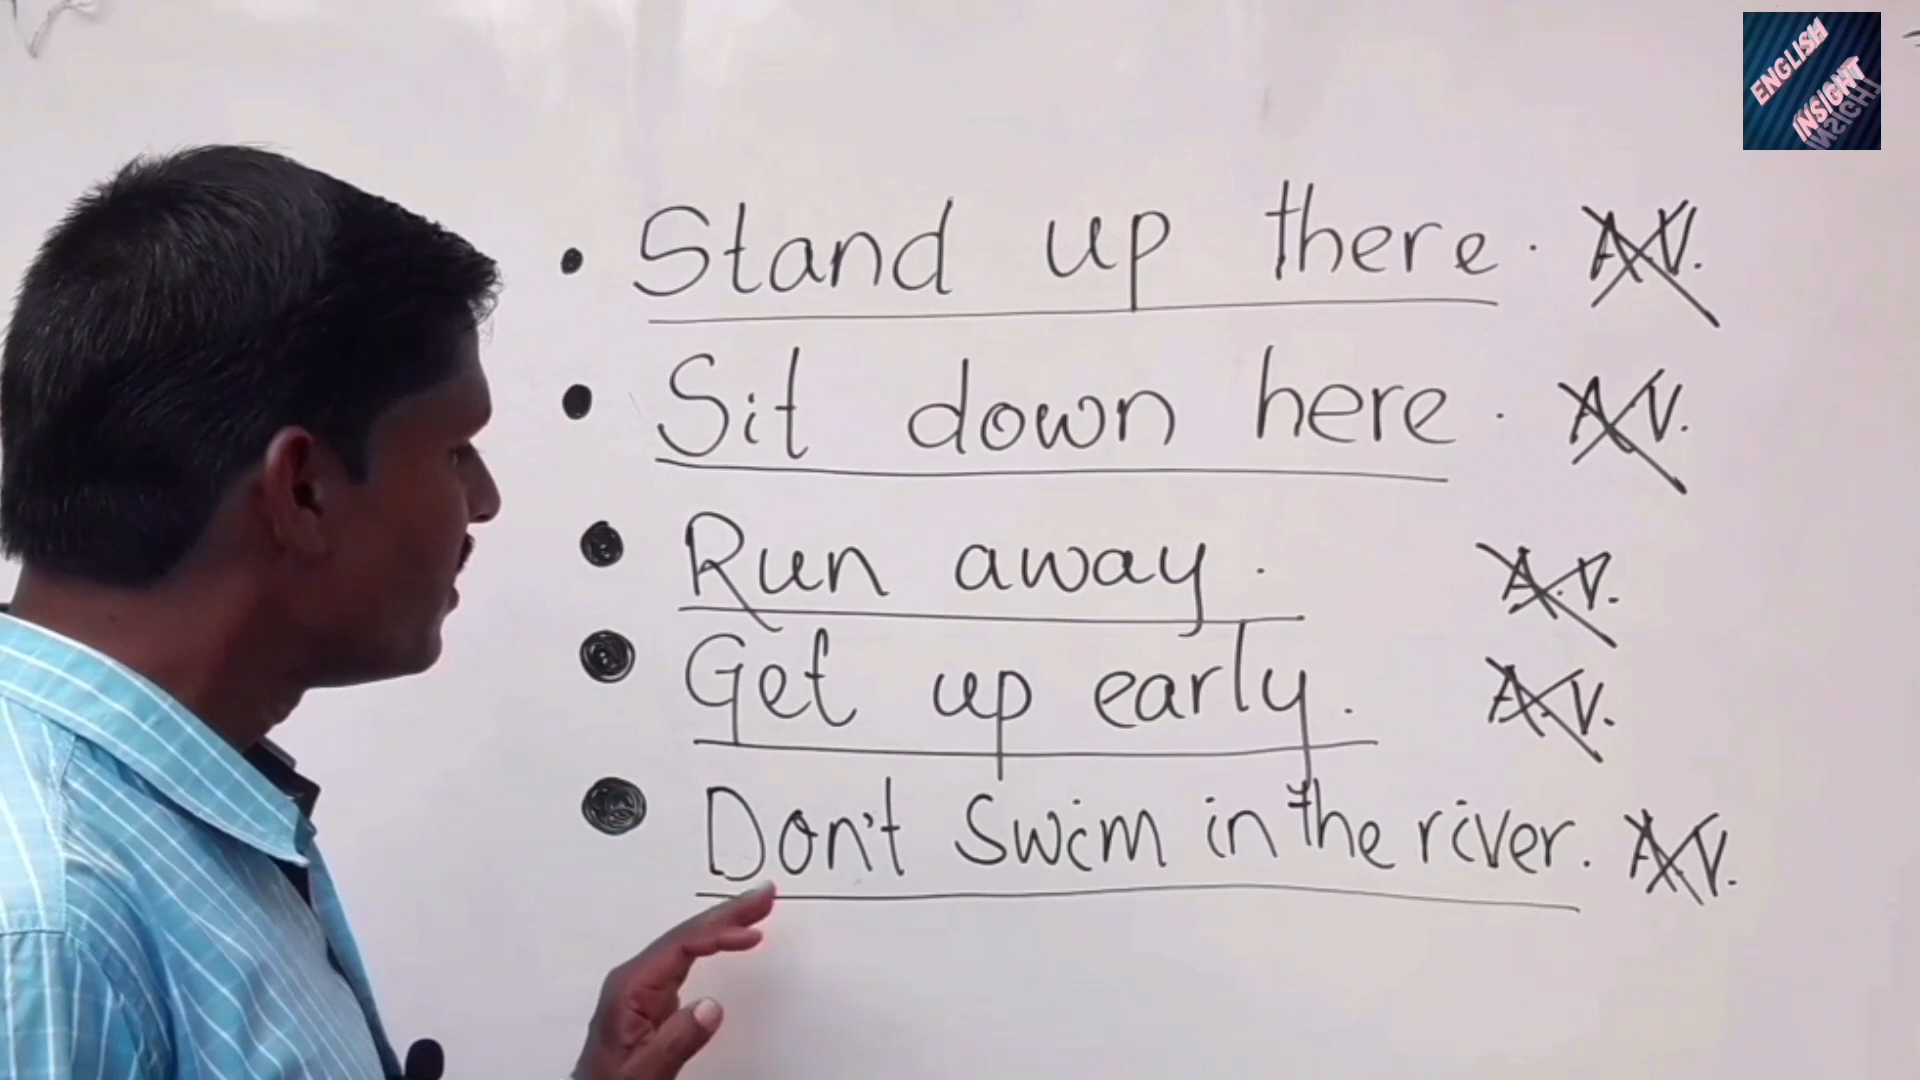 ENGLISH
INSIGHT
Stand up there. A.V.
Sit down here. A.V.
Run away. A.V.
Get up early. A.V.
Don't swim in the river. A.V.